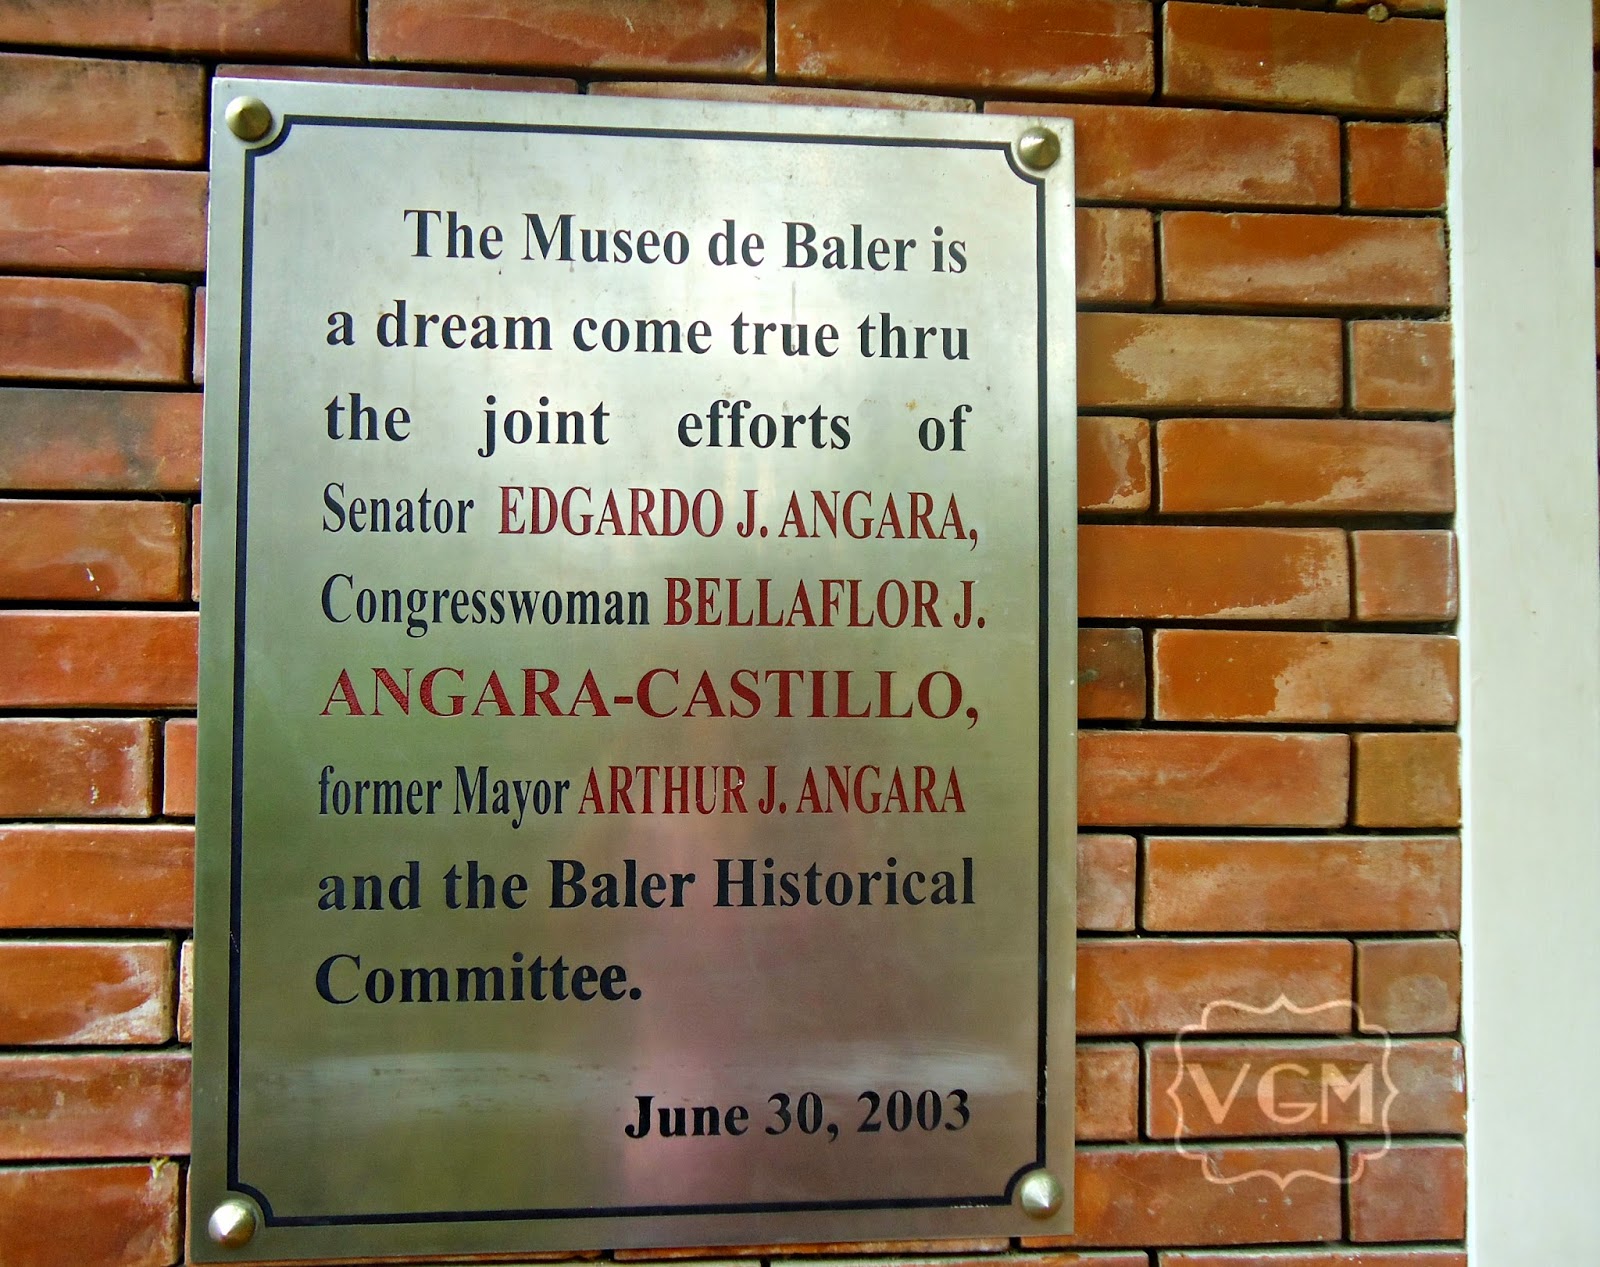 The Museo de Baler is
a dream come true thru
the joint efforts of
Senator EDGARDO J. ANGARA,
Congresswoman BELLAFLOR J.
ANGARA-CASTILLO,
former Mayor ARTHUR J. ANGARA
and the Baler Historical
Committee.
June 30, 2003
VGM